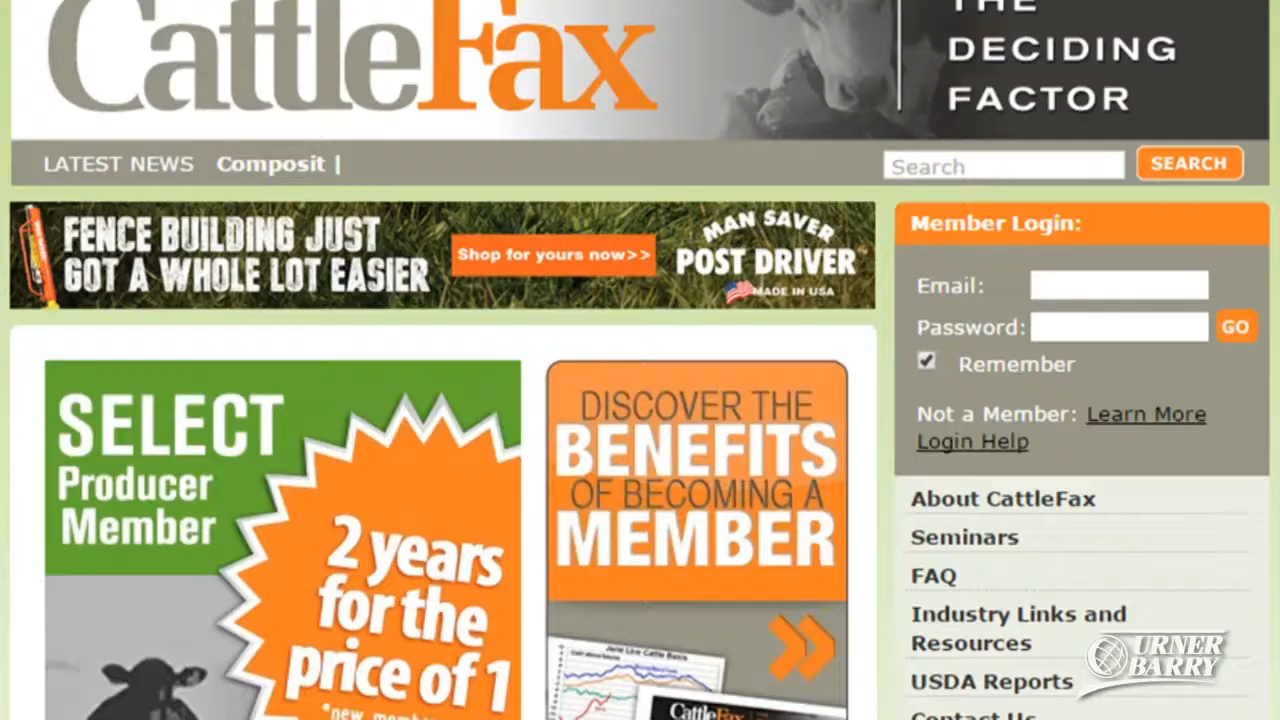 CattleFax
THE
DECIDING
FACTOR
LATEST NEWS Composit |
Search
SEARCH
FENCE BUILDING JUST
GOT A WHOLE LOT EASIER
Shop for yours now>>
MAN SAVER
POST DRIVER
MADE IN USA
Member Login:
Email:
Password:
GO
Remember
Not a Member: Learn More
Login Help
SELECT
Producer
Member
2 years
for the
price of 1
*new
DISCOVER THE
BENEFITS
OF BECOMING A
MEMBER
June Live Cattle Basis
CattleFax
About CattleFax
Seminars
FAQ
Industry Links and
Resources
USDA Reports
Contact Us
URNER
BARRY